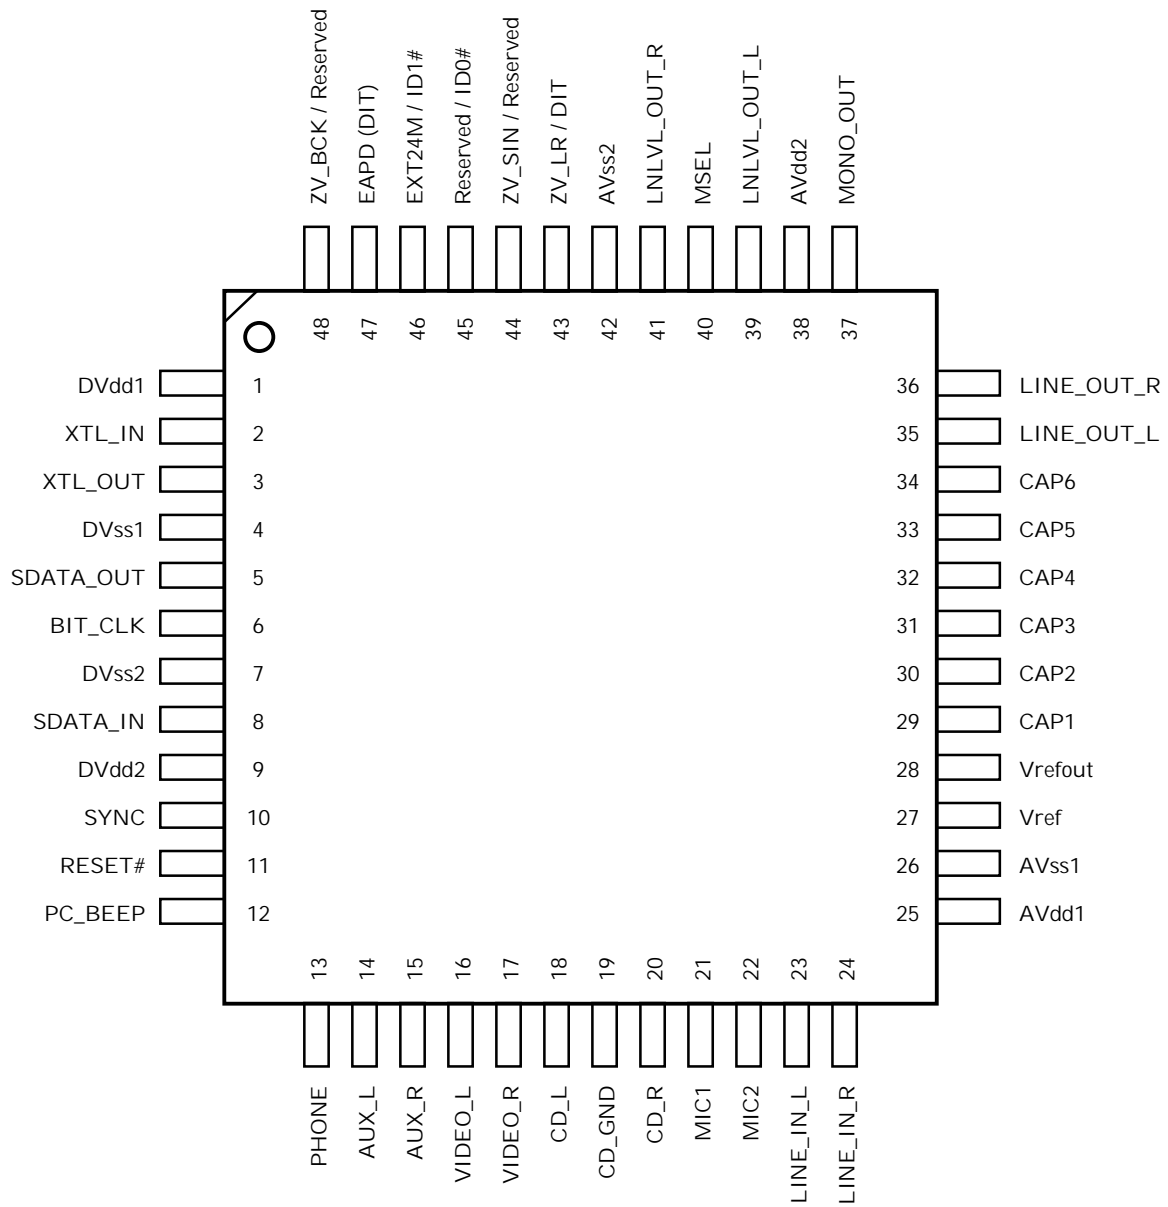 ZV_BCK / Reserved
EAPD (DIT)
EXT24M / ID1#
Reserved / ID0#
ZV_SIN / Reserved
ZV_LR / DIT
AVss2
LNLVL_OUT_R
MSEL
LNLVL_OUT_L
AVdd2
MONO_OUT
48
47
46
45
44
43
42
41
40
39
38
37
DVdd1 1
XTL_IN 2
XTL_OUT 3
DVss1 4
SDATA_OUT 5
BIT_CLK 6
DVss2 7
SDATA_IN 8
DVdd2 9
SYNC 10
RESET# 11
PC_BEEP 12
36 LINE_OUT_R
35 LINE_OUT_L
34 CAP6
33 CAP5
32 CAP4
31 CAP3
30 CAP2
29 CAP1
28 Vrefout
27 Vref
26 AVss1
25 AVdd1
13
14
15
16
17
18
19
20
21
22
23
24
PHONE
AUX_L
AUX_R
VIDEO_L
VIDEO_R
CD_L
CD_GND
CD_R
MIC1
MIC2
LINE_IN_L
LINE_IN_R